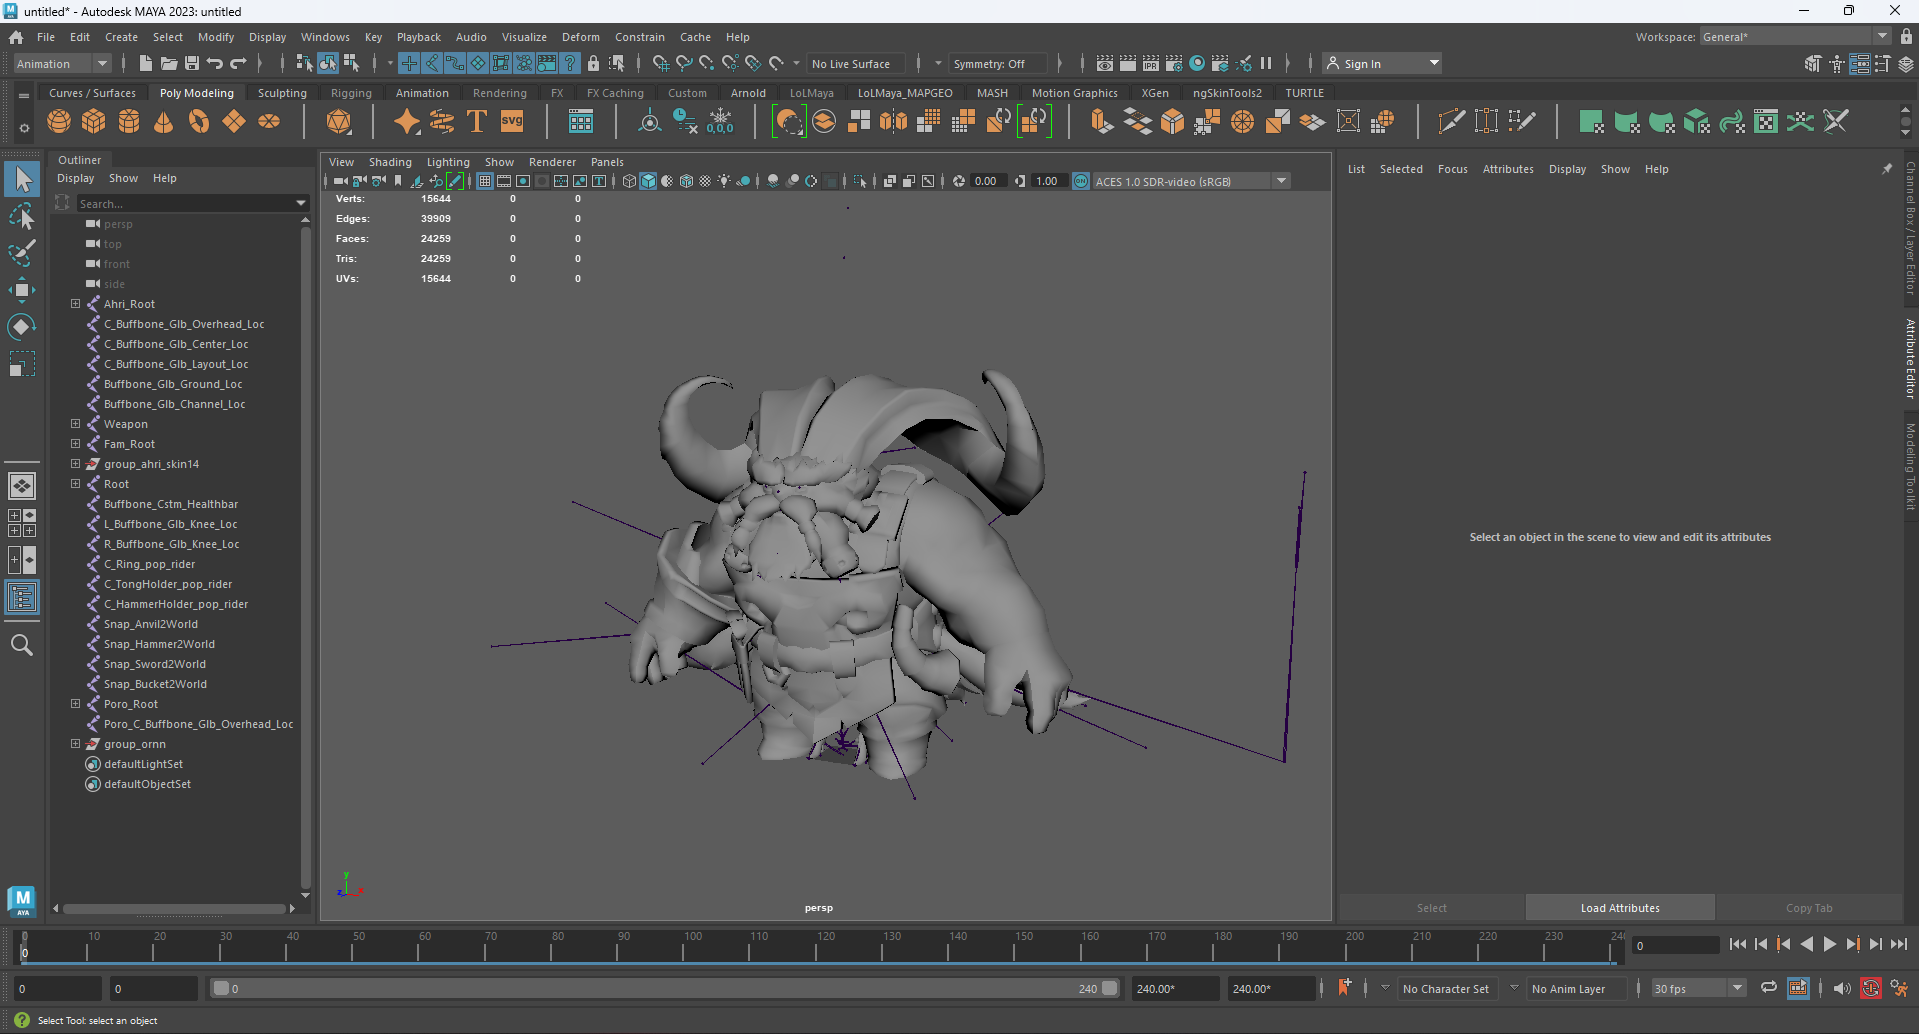 untitled* - Autodesk MAYA 2023: untitled
File Edit Create Select Modify Display Windows Key Playback Audio Visualize Deform Constrain Cache Help
Workspace: General*
Animation
No Live Surface
Symmetry: Off
Sign In
Curves / Surfaces Poly Modeling Sculpting Rigging Animation Rendering FX FX Caching Custom Arnold LoLMaya LoLMaya_MAPGEO MASH Motion Graphics XGen ngSkinTools2 TURTLE
IPR
T
SVG
0,0,0
Outliner
Display Show Help
Search...
persp
top
front
side
Ahri_Root
C_Buffbone_Glb_Overhead_Loc
C_Buffbone_Glb_Center_Loc
C_Buffbone_Glb_Layout_Loc
Buffbone_Glb_Ground_Loc
Buffbone_Glb_Channel_Loc
Weapon
Fam_Root
group_ahri_skin14
Root
Buffbone_Cstm_Healthbar
L_Buffbone_Glb_Knee_Loc
R_Buffbone_Glb_Knee_Loc
C_Ring_pop_rider
C_TongHolder_pop_rider
C_HammerHolder_pop_rider
Snap_Anvil2World
Snap_Hammer2World
Snap_Sword2World
Snap_Bucket2World
Poro_Root
Poro_C_Buffbone_Glb_Overhead_Loc
group_ornn
defaultLightSet
defaultObjectSet
M
AYA
View Shading Lighting Show Renderer Panels
0.00
1.00
ON
ACES 1.0 SDR-video (sRGB)
Verts: 15644 0 0
Edges: 39909 0 0
Faces: 24259 0 0
Tris: 24259 0 0
UVs: 15644 0 0
y
z
x
persp
List Selected Focus Attributes Display Show Help
Select an object in the scene to view and edit its attributes
Select
Load Attributes
Copy Tab
Channel Box / Layer Editor
Attribute Editor
Modeling Toolkit
0 10 20 30 40 50 60 70 80 90 100 110 120 130 140 150 160 170 180 190 200 210 220 230 24
0
0
0
0
0
240
240.00*
240.00*
No Character Set
No Anim Layer
30 fps
Select Tool: select an object